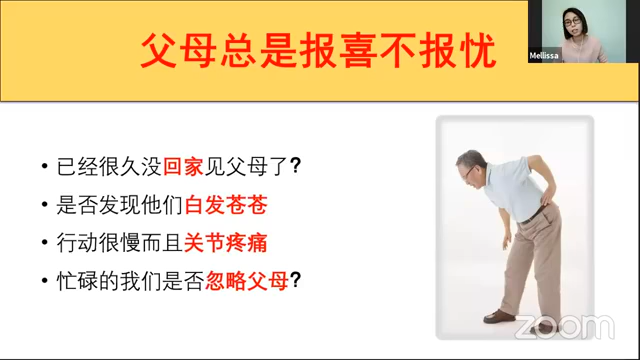 父母总是报喜不报忧
Mellissa
• 已经很久没回家见父母了?
• 是否发现他们白发苍苍
• 行动很慢而且关节疼痛
• 忙碌的我们是否忽略父母?
zoom